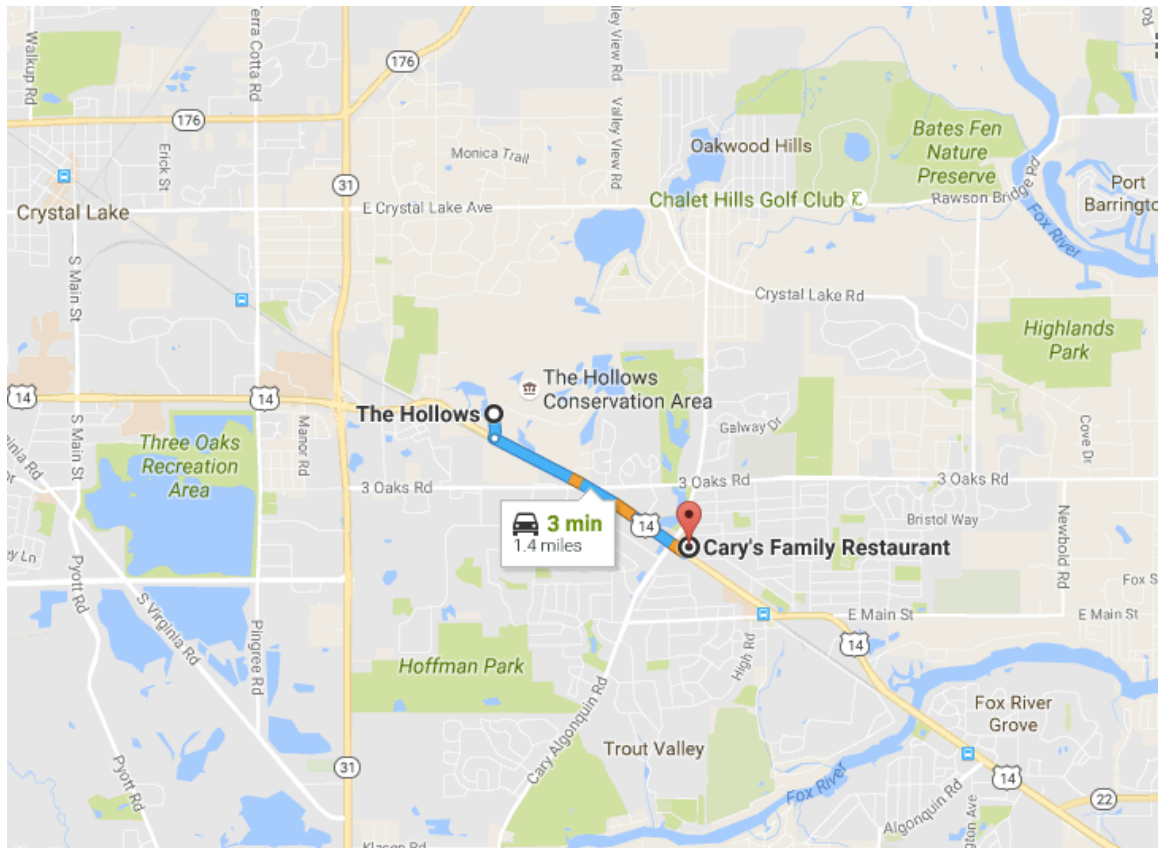 Walkup Rd
Terra Cotta Rd
176
Valley View Rd
Valley View Rd
176
Erick St
Monica Trail
Oakwood Hills
Bates Fen
Nature
Preserve
31
Crystal Lake
E Crystal Lake Ave
Chalet Hills Golf Club
Rawson Bridge Rd
Port
Fox River
S Main St
Crystal Lake Rd
Highlands
Park
The Hollows
Conservation Area
14
14
The Hollows
S Main St
Manor Rd
Galway Dr
Cove Dr
Three Oaks
Recreation
Area
3 Oaks Rd
3 Oaks Rd
3 Oaks Rd
3 min
1.4 miles
14
Bristol Way
Newbold Rd
Cary's Family Restaurant
Pyott Rd
S Virginia Rd
Pingree Rd
E Main St
E Main St
14
High Rd
Hoffman Park
Cary Algonquin Rd
Fox River
Grove
Trout Valley
Pyott Rd
31
Fox River
14
22
Algonquin Rd